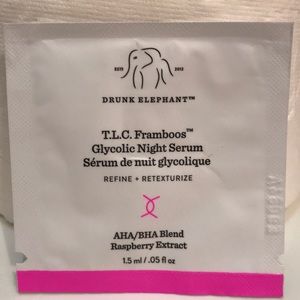 ESTD 2012
DRUNK ELEPHANT™
T.L.C. Framboos™
Glycolic Night Serum
Sérum de nuit glycolique
REFINE + RETEXTURIZE
AHA/BHA Blend
Raspberry Extract
1.5 ml / .05 fl oz